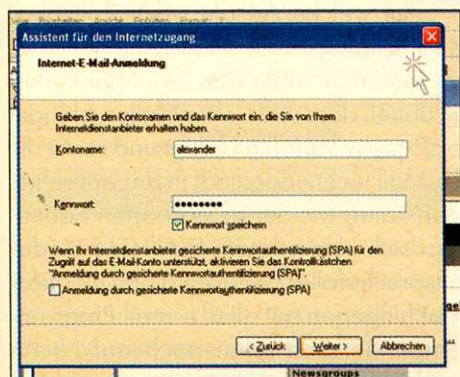 Assistent für den Internetzugang
Internet-E-Mail-Anmeldung
Geben Sie den Kontonamen und das Kennwort ein, die Sie von Ihrem
Internetdienstanbieter erhalten haben.
Kontoname: alexander
Kennwort: ●●●●●●●●
Kennwort speichern
Wenn Ihr Internetdienstanbieter gesicherte Kennwortauthentifizierung (SPA) für den
Zugriff auf das E-Mail-Konto unterstützt, aktivieren Sie das Kontrollkästchen
"Anmeldung durch gesicherte Kennwortauthentifizierung (SPA)".
Anmeldung durch gesicherte Kennwortauthentifizierung (SPA)
< Zurück Weiter > Abbrechen
Newsgroups